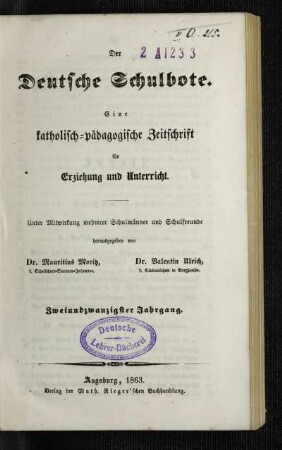 II O. 215.
2 A 1233
Der
Deutsche Schulbote.
Eine
katholisch=pädagogische Zeitschrift
für
Erziehung und Unterricht.
Unter Mitwirkung mehrerer Schulmänner und Schulfreunde
herausgegeben von
Dr. Mauritius Moritz, Dr. Valentin Ulrich,
Zweiundzwanzigster Jahrgang.
Deutsche
Lehrer-Bücherei
Augsburg, 1863.
Verlag der Math. Rieger'schen Buchhandlung.